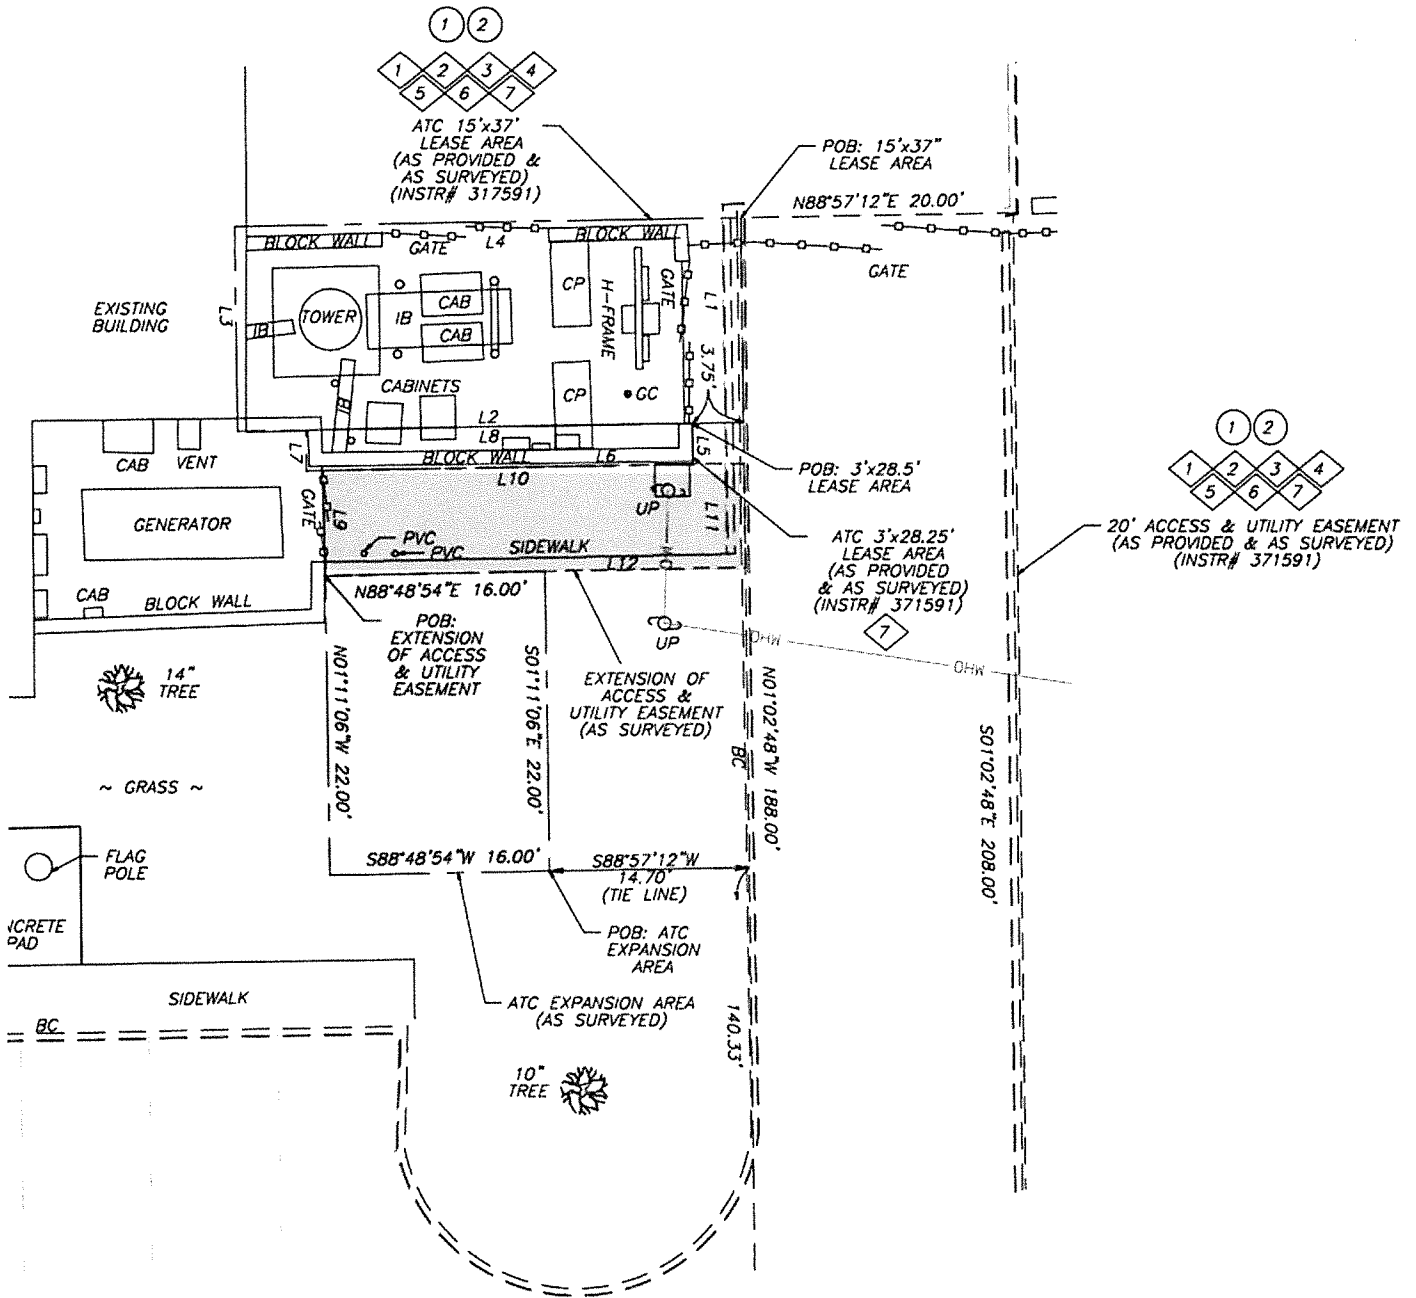 1 2
1 2 3 4
5 6 7
ATC 15'x37'
LEASE AREA
(AS PROVIDED &
AS SURVEYED)
(INSTR# 317591)
POB: 15'x37"
LEASE AREA
N88°57'12"E 20.00'
BLOCK WALL
GATE
L4
BLOCK WALL
GATE
EXISTING
BUILDING
L3
IB
TOWER
IB
CAB
CAB
CP
H-FRAME
GATE
L1
3.75'
IB
CABINETS
CP
GC
L2
L8
L7
BLOCK WALL
L6
L5
L10
CAB
VENT
GENERATOR
GATE
L9
PVC
PVC
SIDEWALK
UP
L11
L12
POB: 3'x28.5'
LEASE AREA
ATC 3'x28.25'
LEASE AREA
(AS PROVIDED
& AS SURVEYED)
(INSTR# 371591)
7
1 2
1 2 3 4
5 6 7
20' ACCESS & UTILITY EASEMENT
(AS PROVIDED & AS SURVEYED)
(INSTR# 371591)
CAB
BLOCK WALL
N88°48'54"E 16.00'
POB:
EXTENSION
OF ACCESS
& UTILITY
EASEMENT
UP
OHW
OHW
14"
TREE
N01°11'06"W 22.00'
S01°11'06"E 22.00'
EXTENSION OF
ACCESS &
UTILITY EASEMENT
(AS SURVEYED)
BC
N01°02'48"W 188.00'
S01°02'48"E 208.00'
~ GRASS ~
FLAG
POLE
S88°48'54"W 16.00'
S88°57'12"W
14.70'
(TIE LINE)
NCRETE
PAD
POB: ATC
EXPANSION
AREA
SIDEWALK
ATC EXPANSION AREA
(AS SURVEYED)
BC
140.33'
10"
TREE